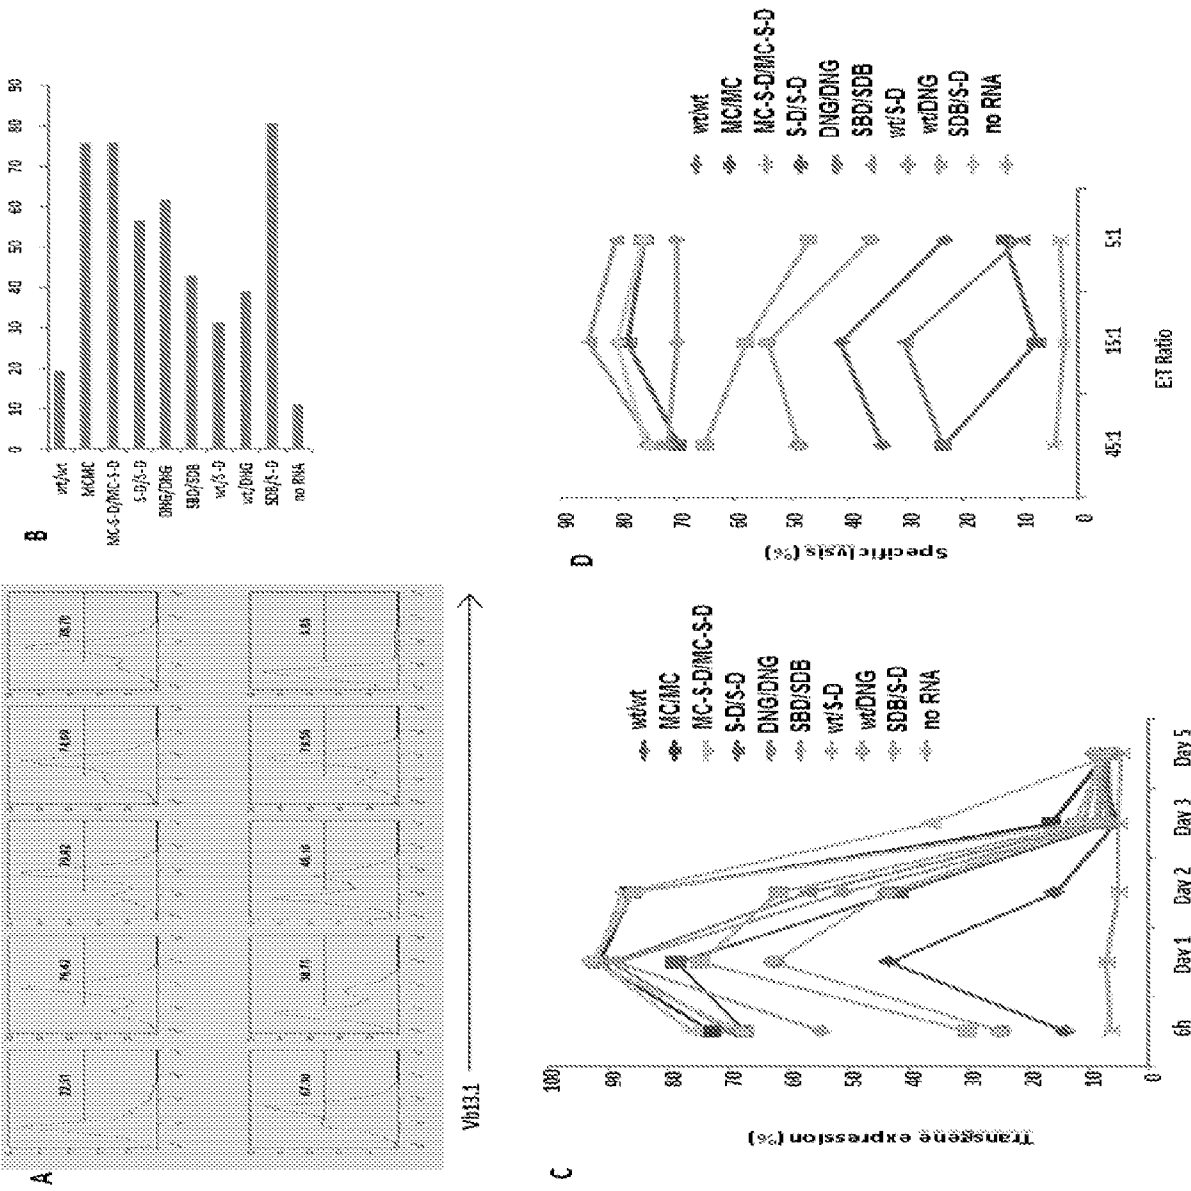 A
Vb13.1
B
0 10 20 30 40 50 60 70 80 90
wt/wt
MC/MC
MC-S-D/MC-S-D
S-D/S-D
DNG/DNG
SBD/SDB
wt/S-D
wt/DNG
SDB/S-D
no RNA
C
Transgene expression (%)
100
90
80
70
60
50
40
30
20
10
0
6h Day 1 Day 2 Day 3 Day 5
wt/wt
MC/MC
MC-S-D/MC-S-D
S-D/S-D
DNG/DNG
SBD/SDB
wt/S-D
wt/DNG
SDB/S-D
no RNA
D
Specific lysis (%)
90
80
70
60
50
40
30
20
10
0
45:1 15:1 5:1
E:T Ratio
wt/wt
MC/MC
MC-S-D/MC-S-D
S-D/S-D
DNG/DNG
SBD/SDB
wt/S-D
wt/DNG
SDB/S-D
no RNA